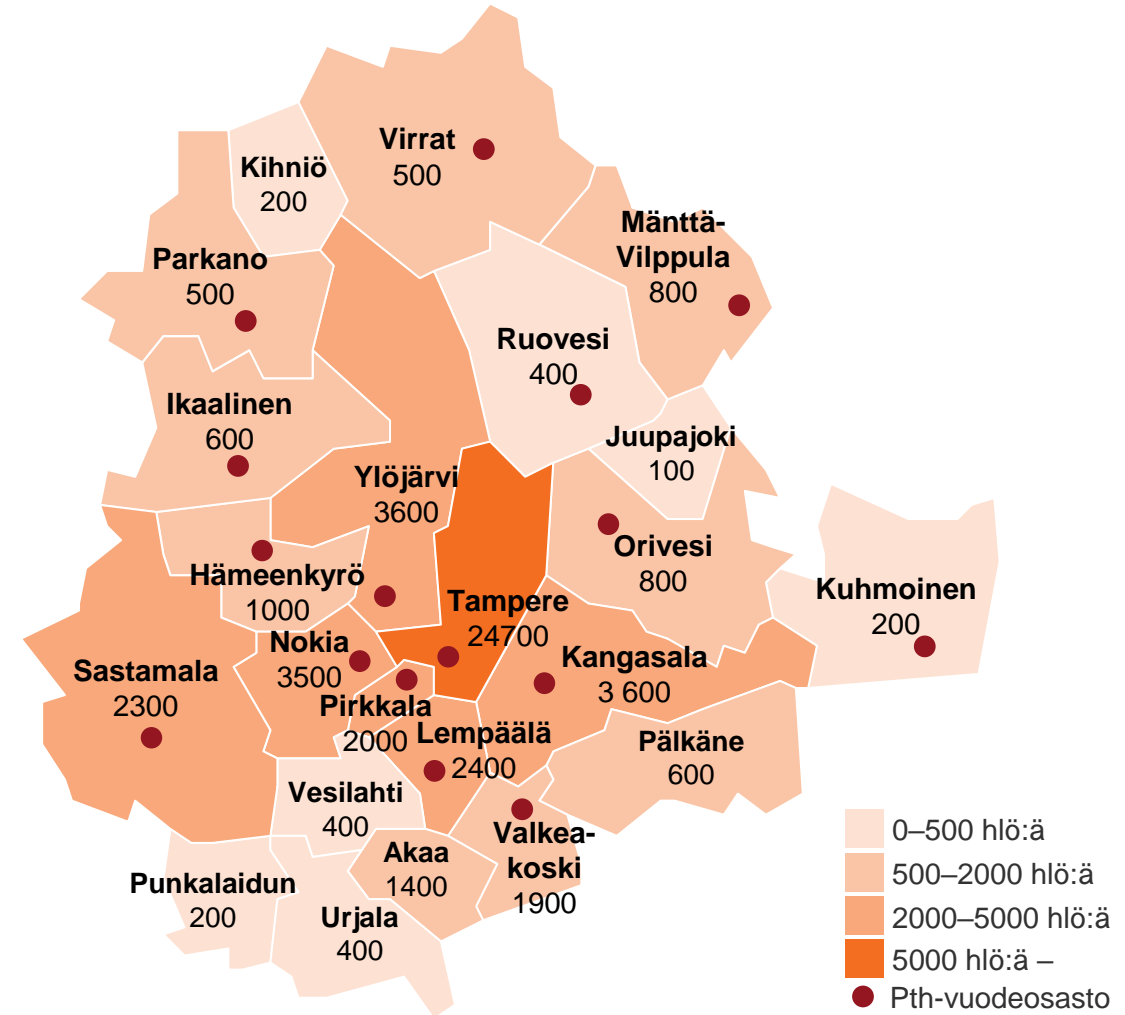 Virrat
500
Kihniö
200
Mänttä-
Vilppula
800
Parkano
500
Ruovesi
400
Ikaalinen
600
Juupajoki
100
Ylöjärvi
3600
Orivesi
800
Hämeenkyrö
1000
Kuhmoinen
200
Tampere
24700
Nokia
3500
Kangasala
3 600
Sastamala
2300
Pirkkala
2000
Lempäälä
2400
Pälkäne
600
Vesilahti
400
Valkea-
koski
1900
Akaa
1400
Punkalaidun
200
Urjala
400
0–500 hlö:ä
500–2000 hlö:ä
2000–5000 hlö:ä
5000 hlö:ä –
Pth-vuodeosasto